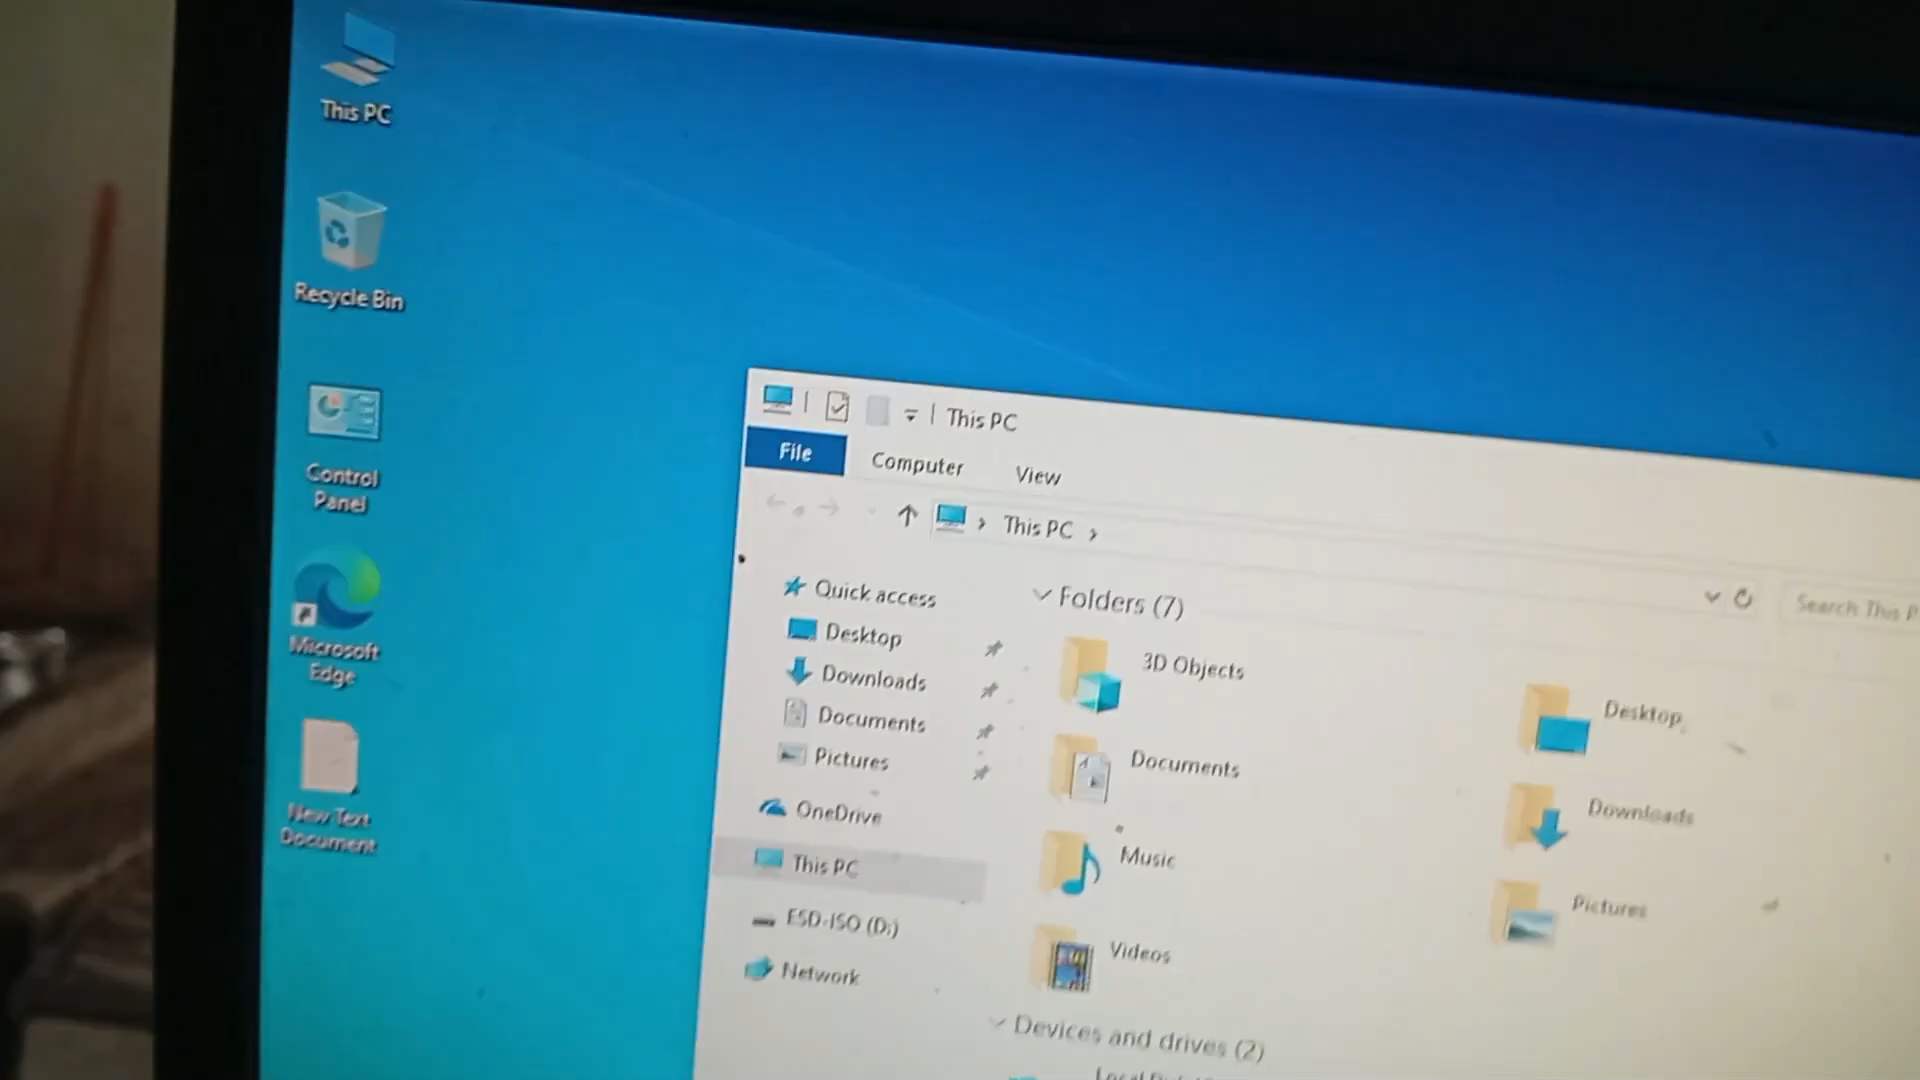 This PC
Recycle Bin
Control
Panel
Microsoft
Edge
New Text
Document
This PC
File
Computer
View
This PC
Search This
Quick access
Desktop
Downloads
Documents
Pictures
OneDrive
This PC
ESD-ISO (D:)
Network
Folders (7)
3D Objects
Desktop
Documents
Downloads
Music
Pictures
Videos
Devices and drives (2)